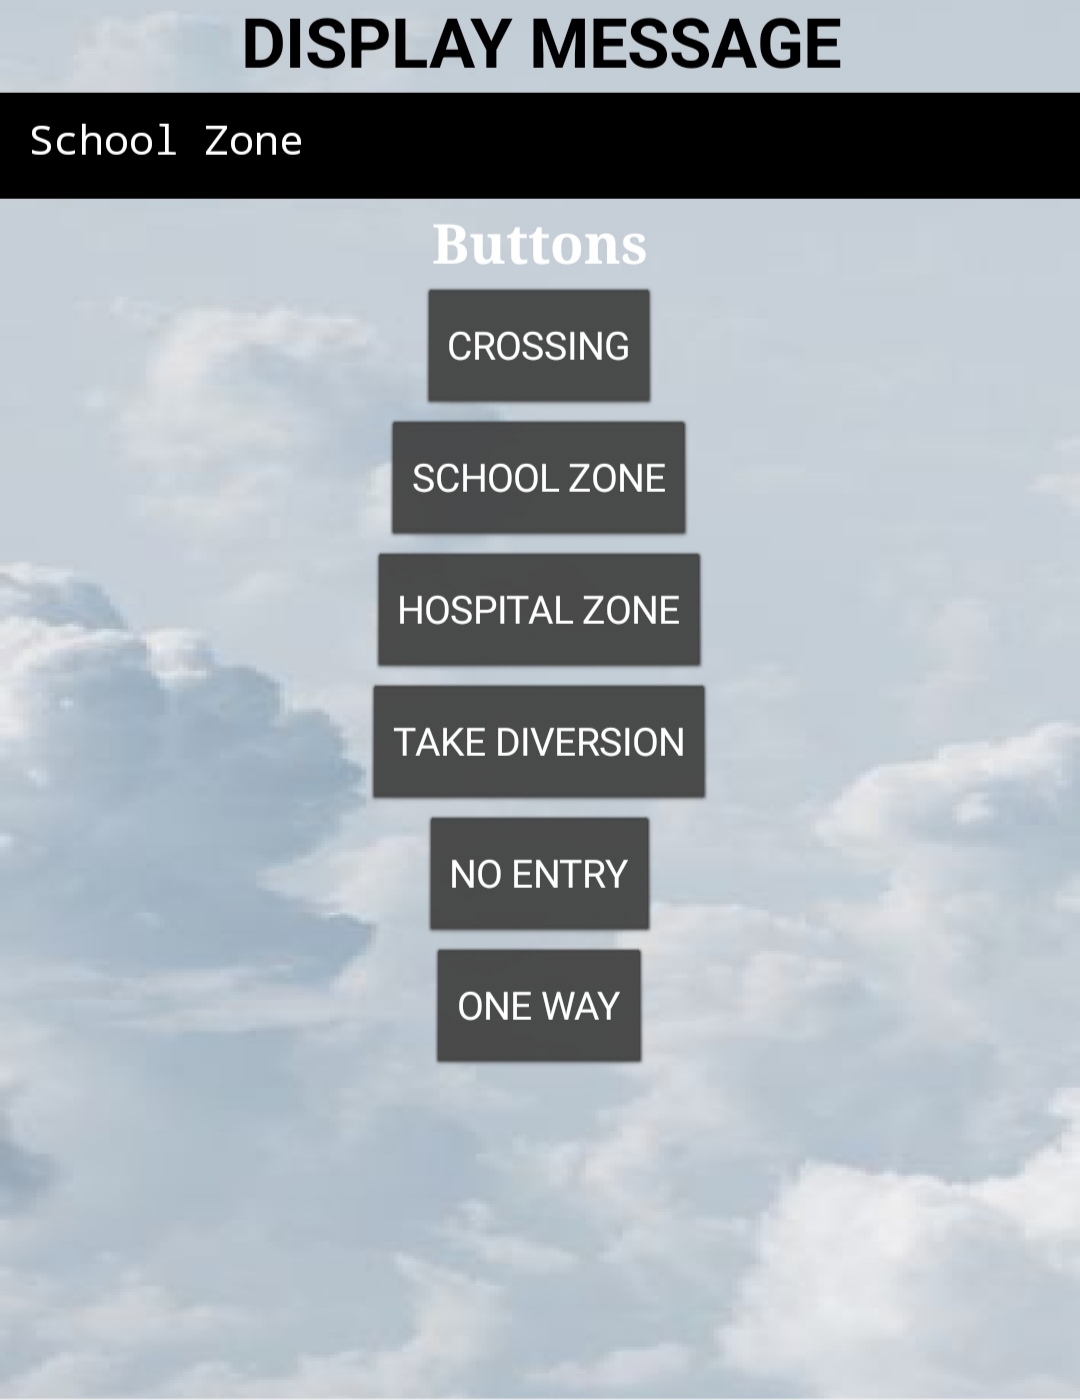 DISPLAY MESSAGE
School Zone
Buttons
CROSSING
SCHOOL ZONE
HOSPITAL ZONE
TAKE DIVERSION
NO ENTRY
ONE WAY